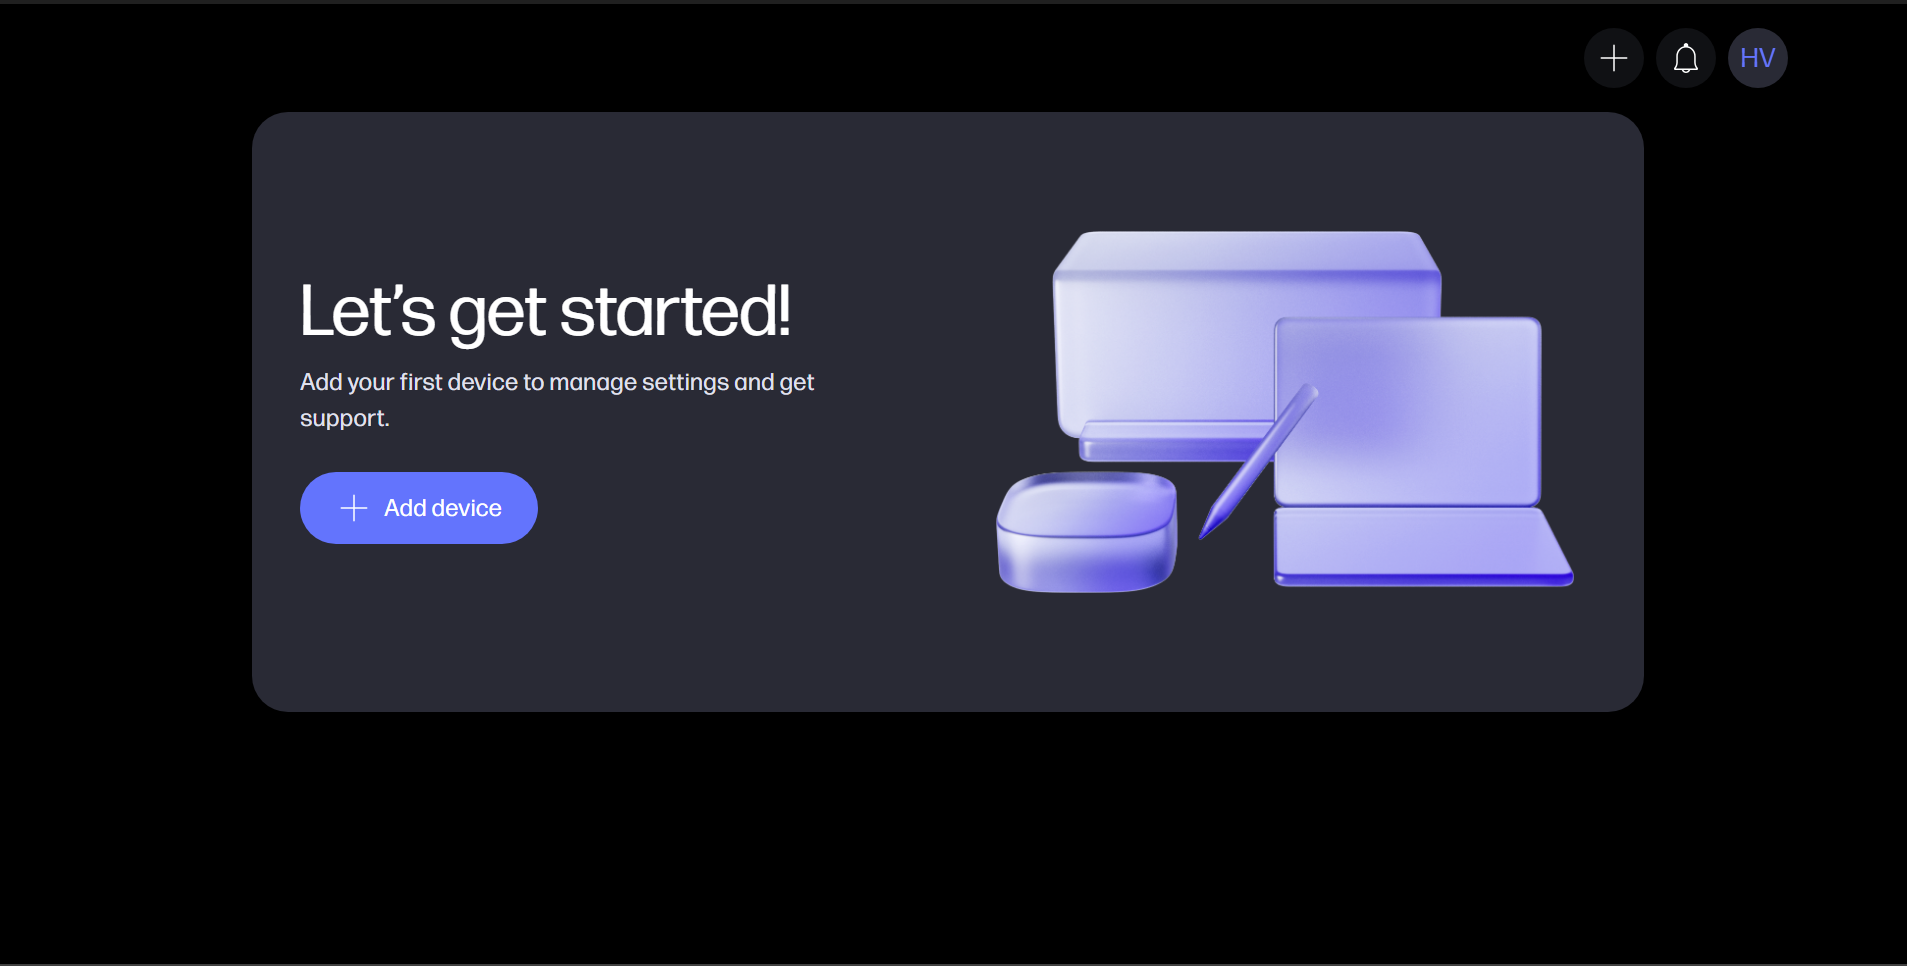 HV
Let’s get started!
Add your first device to manage settings and get
support.
Add device